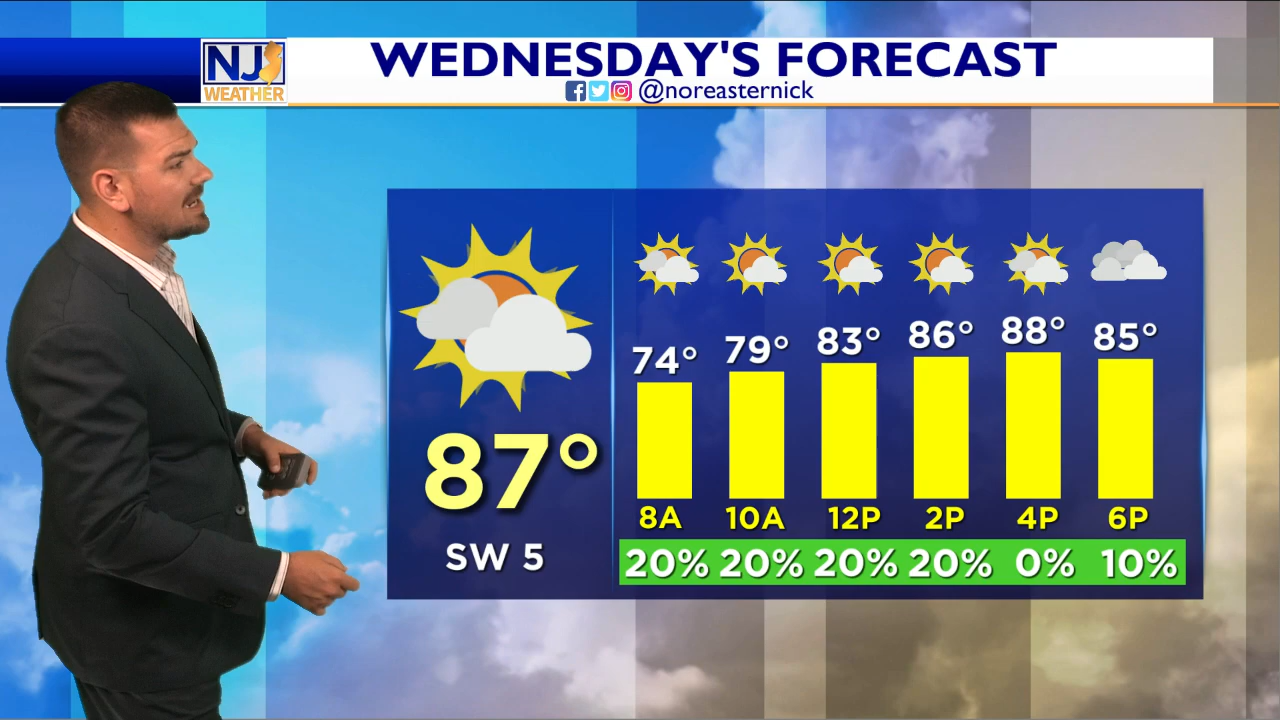 NJ
WEATHER
WEDNESDAY'S FORECAST
@noreasternick
74° 79° 83° 86° 88° 85°
87°
8A 10A 12P 2P 4P 6P
SW 5
20% 20% 20% 20% 0% 10%